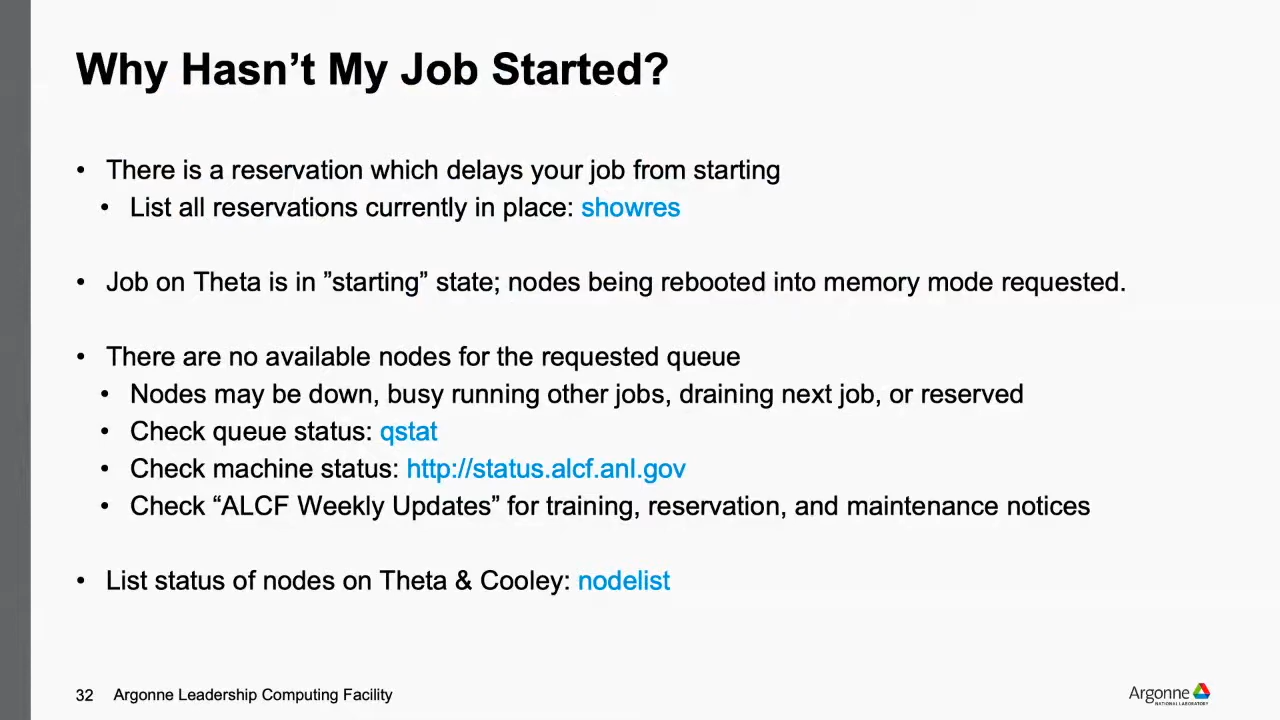 Why Hasn’t My Job Started?
• There is a reservation which delays your job from starting
• List all reservations currently in place: showres
• Job on Theta is in ”starting” state; nodes being rebooted into memory mode requested.
• There are no available nodes for the requested queue
• Nodes may be down, busy running other jobs, draining next job, or reserved
• Check queue status: qstat
• Check machine status: http://status.alcf.anl.gov
• Check “ALCF Weekly Updates” for training, reservation, and maintenance notices
• List status of nodes on Theta & Cooley: nodelist
32 Argonne Leadership Computing Facility
Argonne
NATIONAL LABORATORY